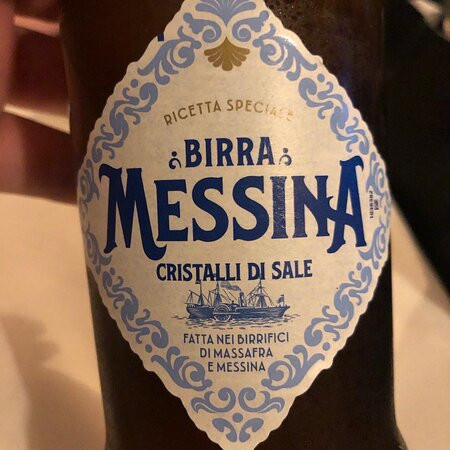 RICETTA SPECIALE
BIRRA
MESSINA
CRISTALLI DI SALE
FATTA NEI BIRRIFICI
DI MASSAFRA
E MESSINA